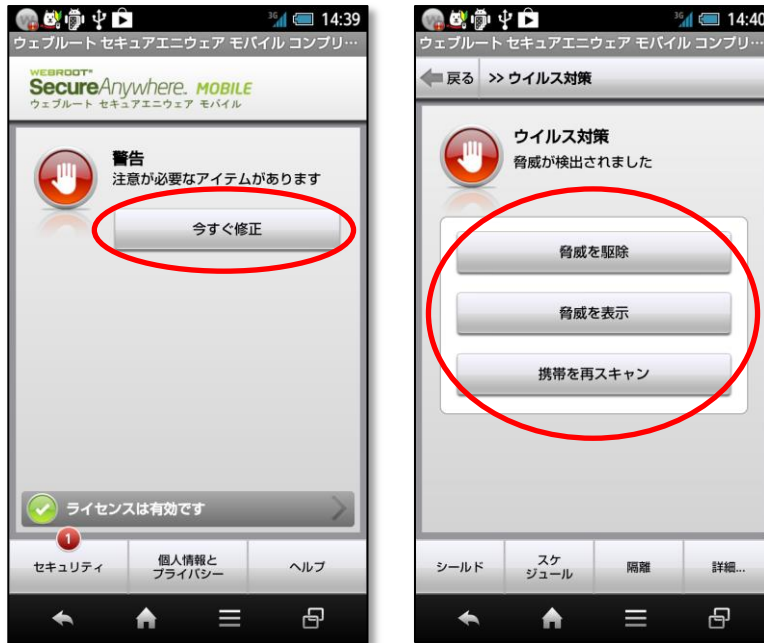 3G 14:39
ウェブルート セキュアエニウェア モバイル コンプリ…
WEBROOT
SecureAnywhere. MOBILE
ウェブルート セキュアエニウェア モバイル
警告
注意が必要なアイテムがあります
今すぐ修正
ライセンスは有効です
1
セキュリティ
個人情報と
プライバシー
ヘルプ
3G 14:40
ウェブルート セキュアエニウェア モバイル コンプリ…
戻る >> ウイルス対策
ウイルス対策
脅威が検出されました
脅威を駆除
脅威を表示
携帯を再スキャン
シールド
スケ
ジュール
隔離
詳細...